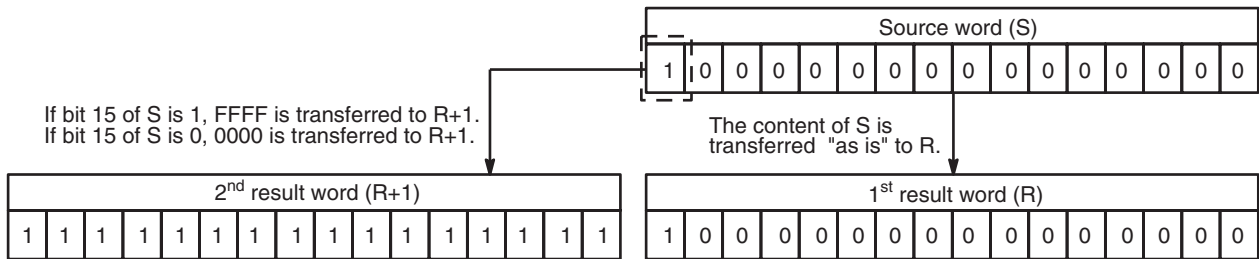 Source word (S)
1 0 0 0 0 0 0 0 0 0 0 0 0 0 0 0
If bit 15 of S is 1, FFFF is transferred to R+1.
If bit 15 of S is 0, 0000 is transferred to R+1.
The content of S is
transferred "as is" to R.
2nd result word (R+1)
1 1 1 1 1 1 1 1 1 1 1 1 1 1 1 1
1st result word (R)
1 0 0 0 0 0 0 0 0 0 0 0 0 0 0 0